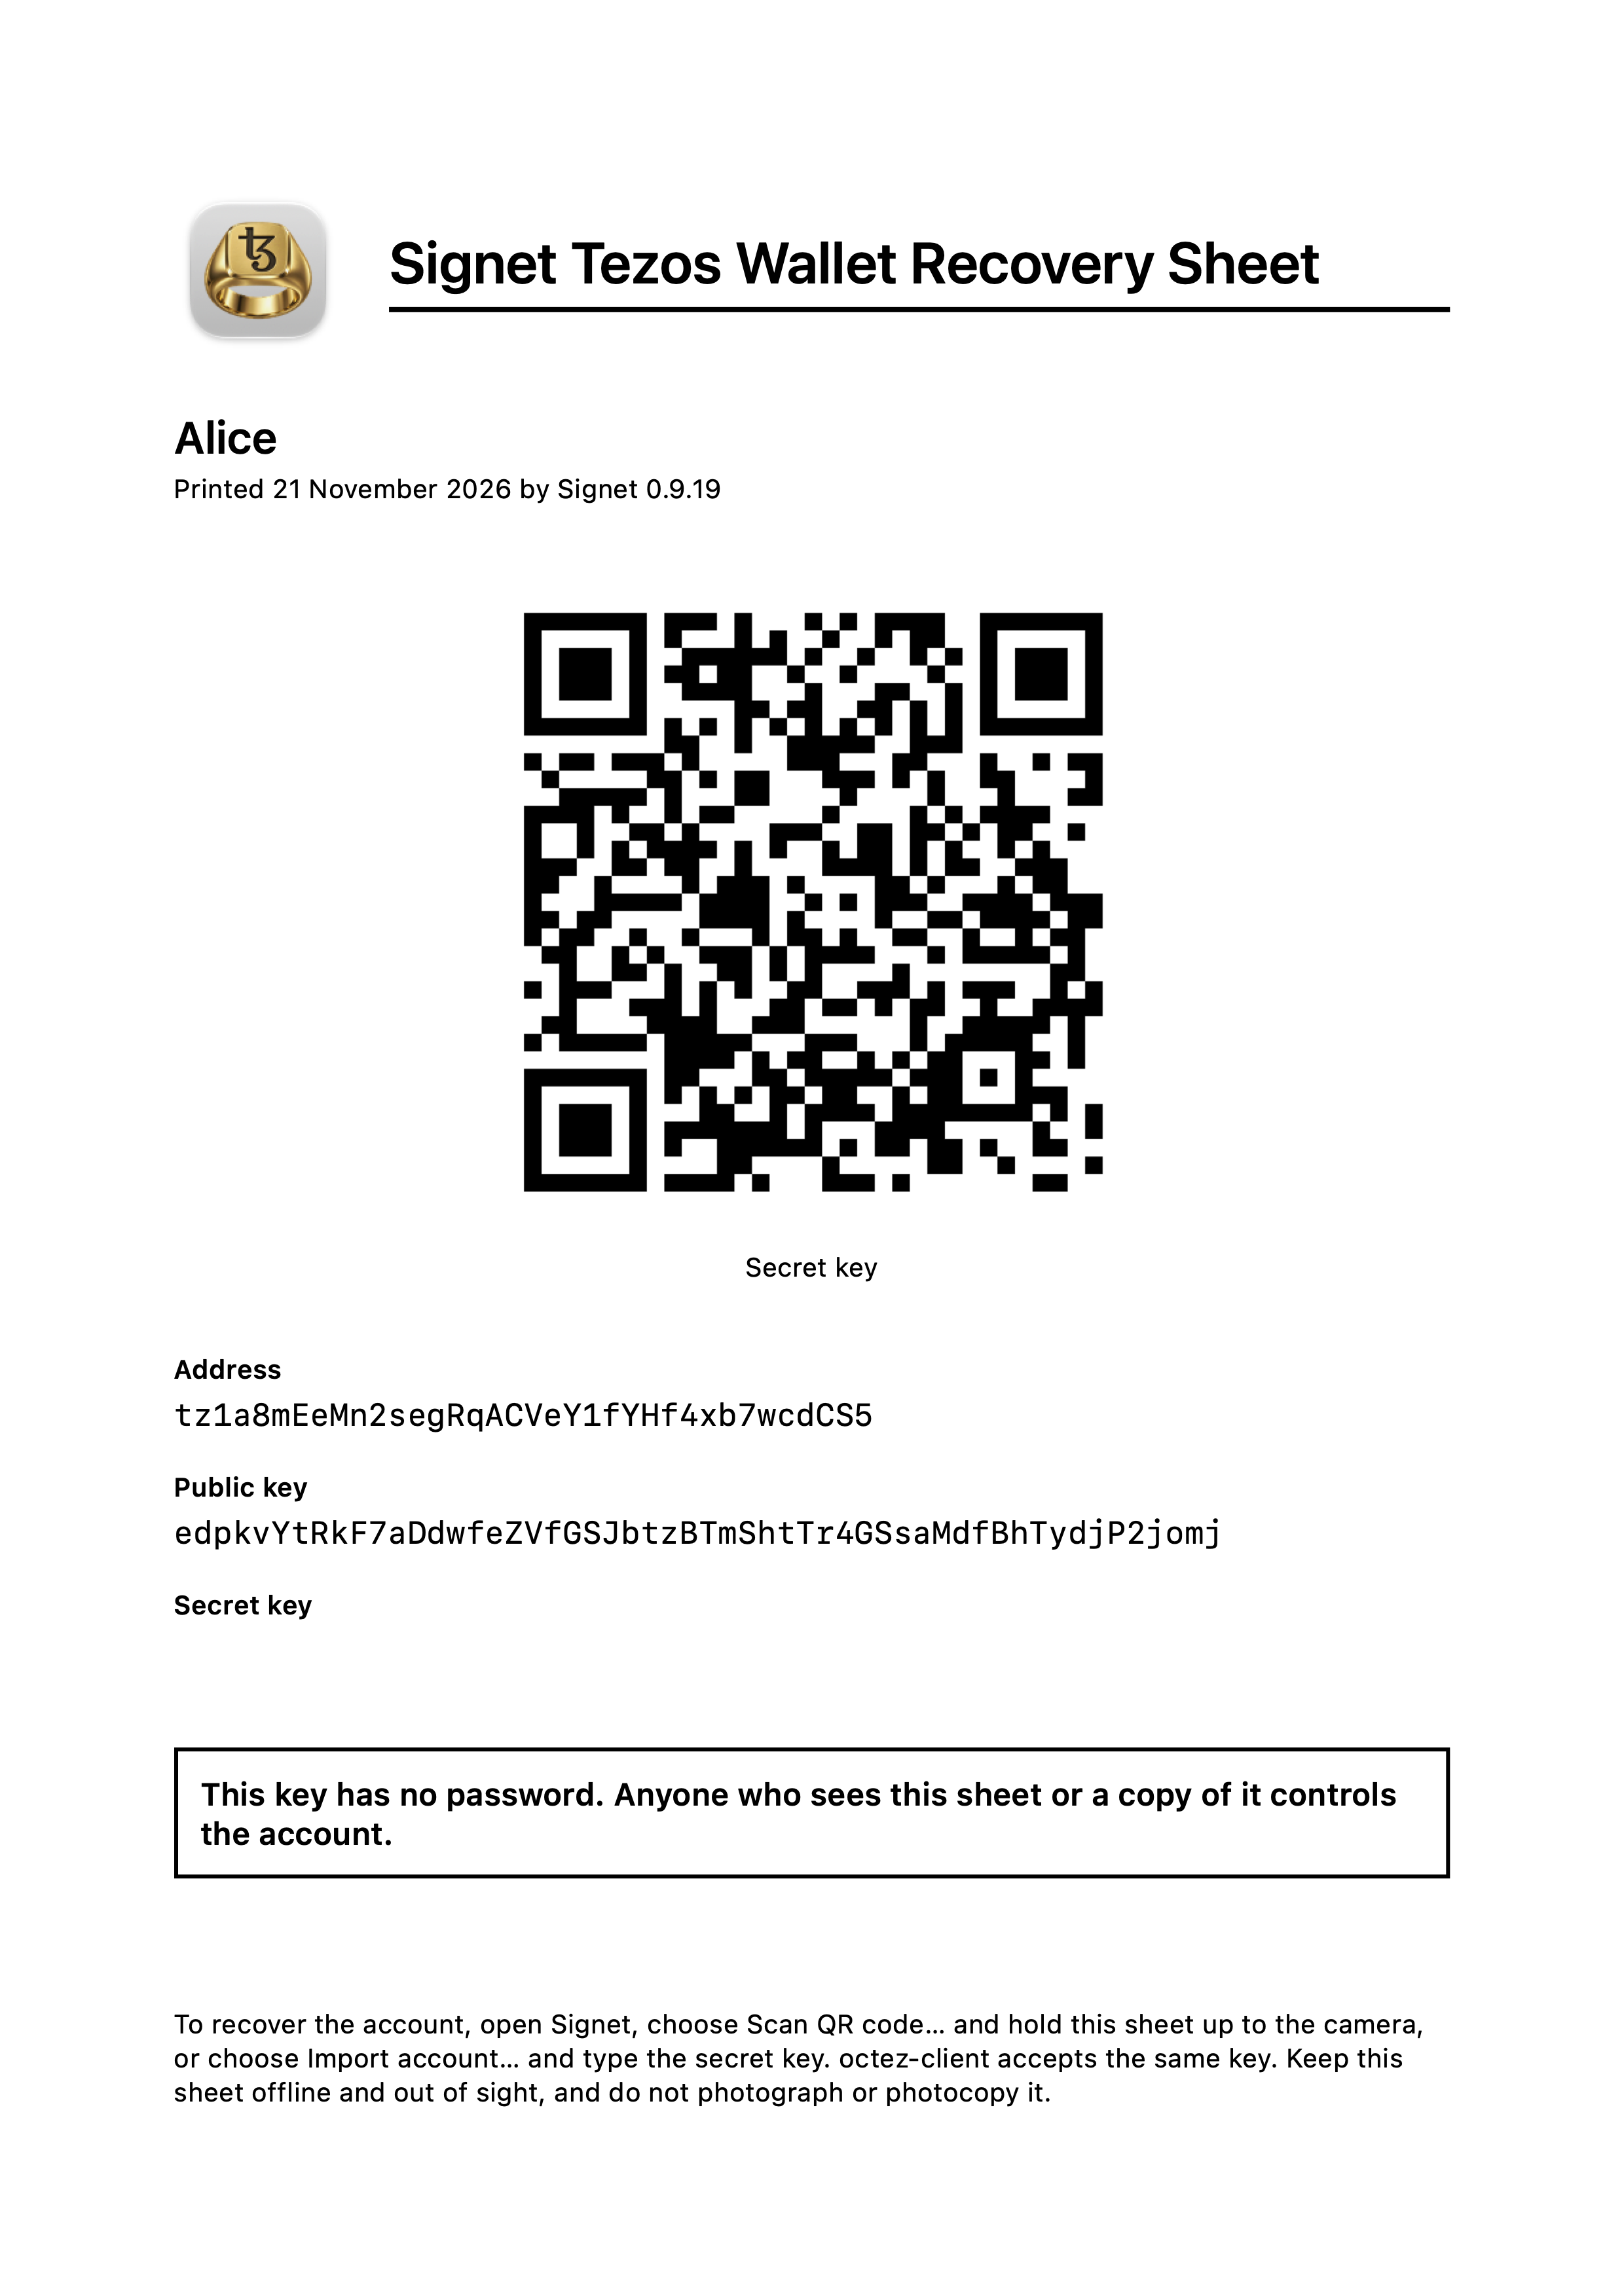 Signet Tezos Wallet Recovery Sheet
Alice
Printed 21 November 2026 by Signet 0.9.19
Secret key
Address
tz1a8mEeMn2segRqACVeY1fYHf4xb7wcdCS5
Public key
edpkvYtRkF7aDdwfeZVfGSJbtzBTmShtTr4GSsaMdfBhTydjP2jomj
Secret key
This key has no password. Anyone who sees this sheet or a copy of it controls
the account.
To recover the account, open Signet, choose Scan QR code… and hold this sheet up to the camera,
or choose Import account… and type the secret key. octez-client accepts the same key. Keep this
sheet offline and out of sight, and do not photograph or photocopy it.